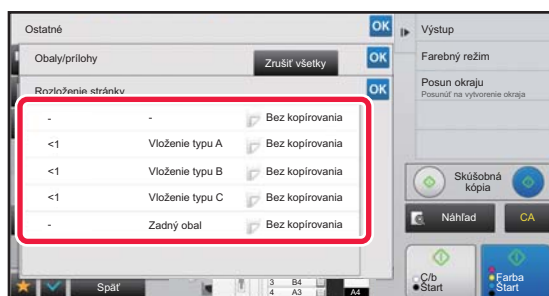 Ostatné
OK
Obaly/prílohy
Zrušiť všetky
OK
Rozloženie stránky
OK
-
-
Bez kopírovania
<1
Vloženie typu A
Bez kopírovania
<1
Vloženie typu B
Bez kopírovania
<1
Vloženie typu C
Bez kopírovania
-
Zadný obal
Bez kopírovania
Späť
3 B4
4 A3
A4
Výstup
Farebný režim
Posun okraju
Posunúť na vytvorenie okraja
Skúšobná
kópia
Náhľad
CA
Č/b
Štart
Farba
Štart